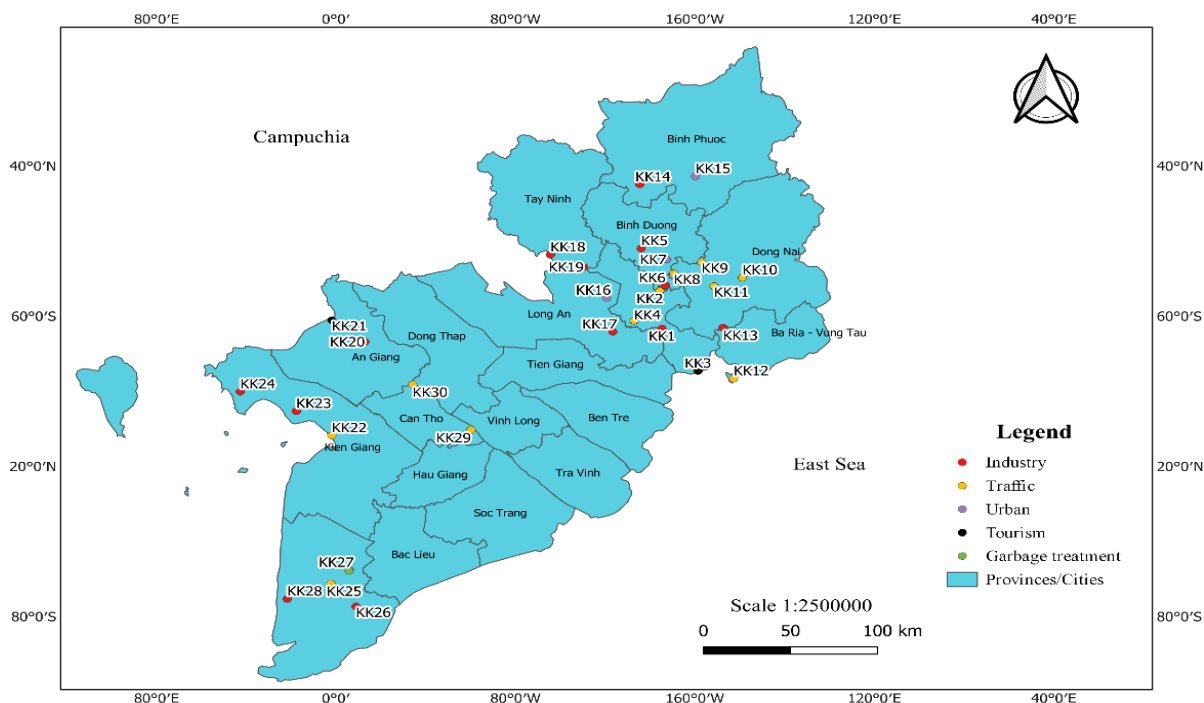 80°0′E 0°0′ 80°0′W 160°0′W 120°0′E 40°0′E
Campuchia
Binh Phuoc
40°0′N 40°0′N
KK14 KK15
Tay Ninh
Binh Duong
KK18 KK5 Dong Nai
KK19 KK7 KK9
KK6 KK8 KK10
KK16 KK2 KK11
60°0′S Long An KK4 60°0′S
KK21 Dong Thap KK17 KK1 KK13 Ba Ria - Vung Tau
KK20
An Giang Tien Giang KK3 KK12
KK24 KK30
KK23 Can Tho Vinh Long Ben Tre
KK22 KK29
Kien Giang
Legend
20°0′N Hau Giang Tra Vinh East Sea 20°0′N
Industry
Traffic
Soc Trang
Urban
Tourism
Bac Lieu
Garbage treatment
KK27
Provinces/Cities
KK28 KK25
KK26
Scale 1:2500000
80°0′S 80°0′S
0 50 100 km
80°0′E 0°0′ 80°0′W 160°0′W 120°0′E 40°0′E